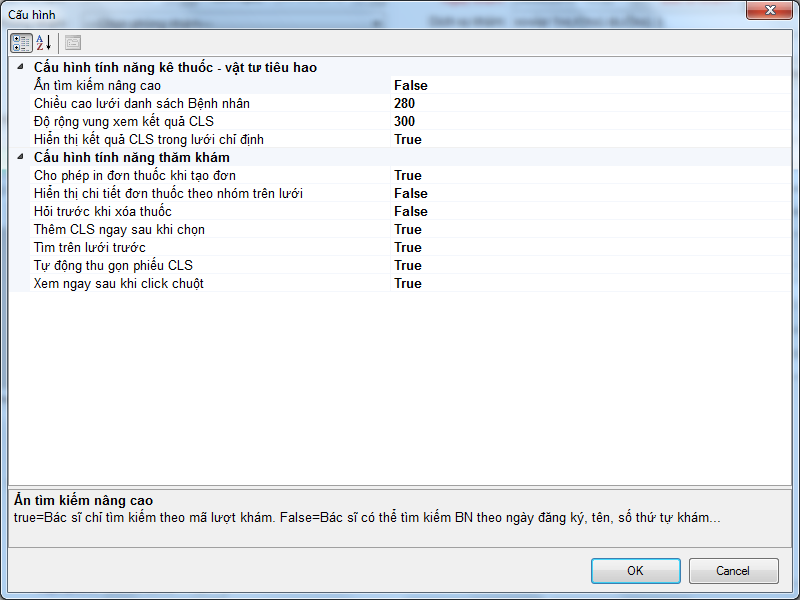 Cấu hình
Cấu hình tính năng kê thuốc - vật tư tiêu hao
Ẩn tìm kiếm nâng cao False
Chiều cao lưới danh sách Bệnh nhân 280
Độ rộng vung xem kết quả CLS 300
Hiển thị kết quả CLS trong lưới chỉ định True
Cấu hình tính năng thăm khám
Cho phép in đơn thuốc khi tạo đơn True
Hiển thị chi tiết đơn thuốc theo nhóm trên lưới False
Hỏi trước khi xóa thuốc False
Thêm CLS ngay sau khi chọn True
Tìm trên lưới trước True
Tự động thu gọn phiếu CLS True
Xem ngay sau khi click chuột True
Ẩn tìm kiếm nâng cao
true=Bác sĩ chỉ tìm kiếm theo mã lượt khám. False=Bác sĩ có thể tìm kiếm BN theo ngày đăng ký, tên, số thứ tự khám...
OK Cancel